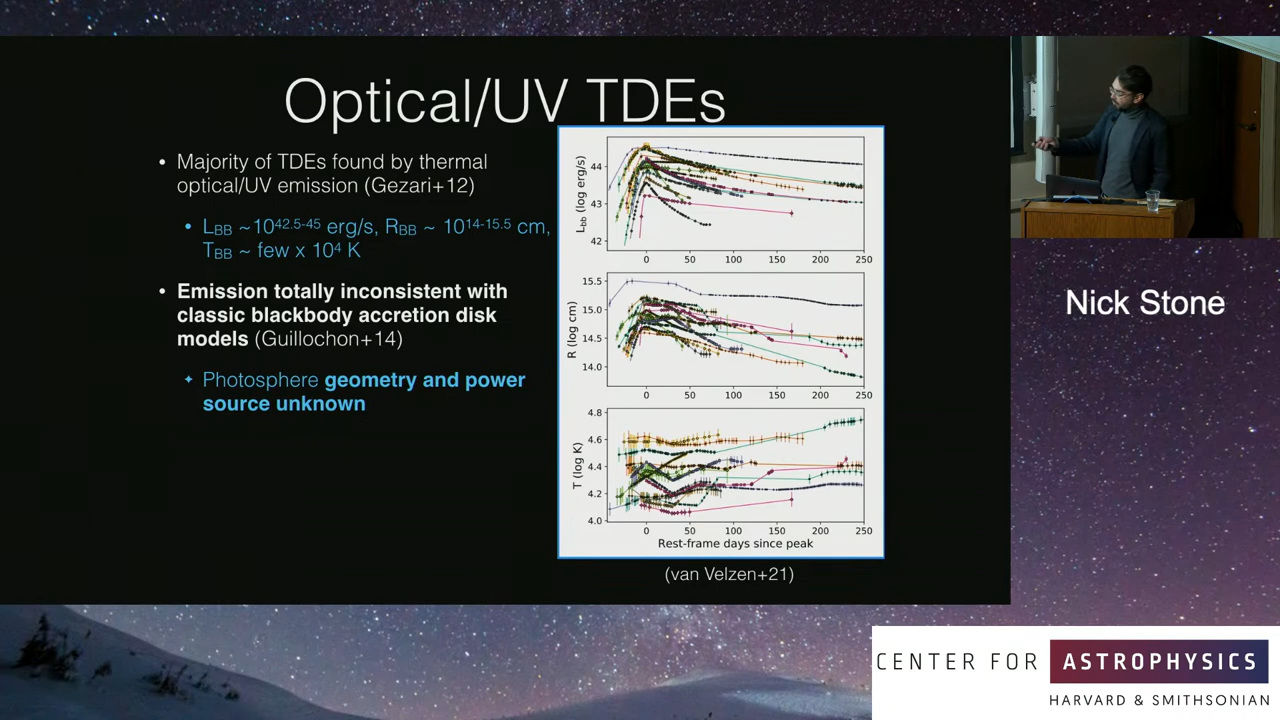 Optical/UV TDEs
• Majority of TDEs found by thermal
optical/UV emission (Gezari+12)
• LBB ~10^42.5-45 erg/s, RBB ~ 10^14-15.5 cm,
TBB ~ few x 10^4 K
• Emission totally inconsistent with
classic blackbody accretion disk
models (Guillochon+14)
✦ Photosphere geometry and power
source unknown
Lbb (log erg/s)
44
43
42
0 50 100 150 200 250
R (log cm)
15.5
15.0
14.5
14.0
0 50 100 150 200 250
T (log K)
4.8
4.6
4.4
4.2
4.0
0 50 100 150 200 250
Rest-frame days since peak
(van Velzen+21)
Nick Stone
CENTER FOR ASTROPHYSICS
HARVARD & SMITHSONIAN